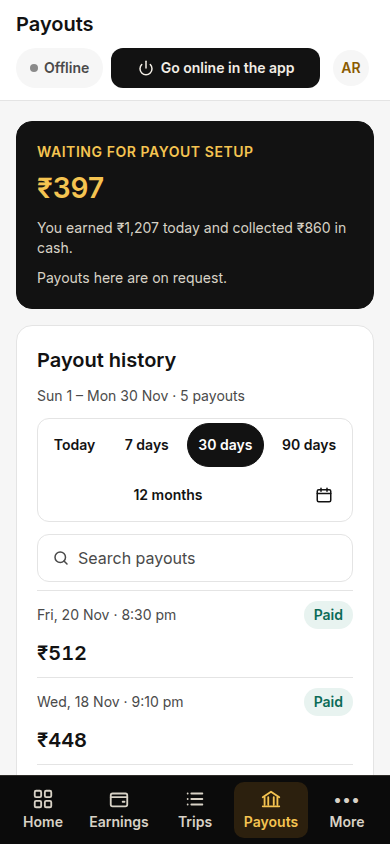 Payouts
Offline
Go online in the app
AR
WAITING FOR PAYOUT SETUP
₹397
You earned ₹1,207 today and collected ₹860 in
cash.
Payouts here are on request.
Payout history
Sun 1 – Mon 30 Nov · 5 payouts
Today 7 days 30 days 90 days
12 months
Search payouts
Fri, 20 Nov · 8:30 pm Paid
₹512
Wed, 18 Nov · 9:10 pm Paid
₹448
Home Earnings Trips Payouts More